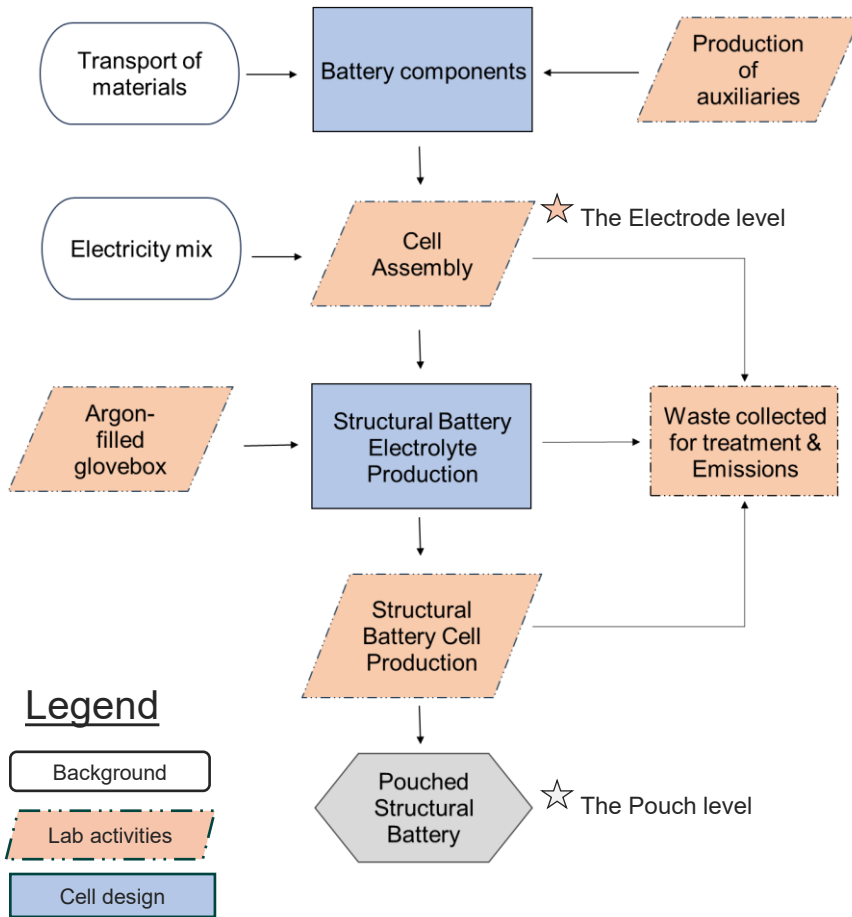 Transport of
materials
Battery components
Production
of
auxiliaries
Electricity mix
Cell
Assembly
The Electrode level
Argon-
filled
glovebox
Structural Battery
Electrolyte
Production
Waste collected
for treatment &
Emissions
Structural
Battery Cell
Production
Legend
Background
Lab activities
Cell design
Pouched
Structural
Battery
The Pouch level